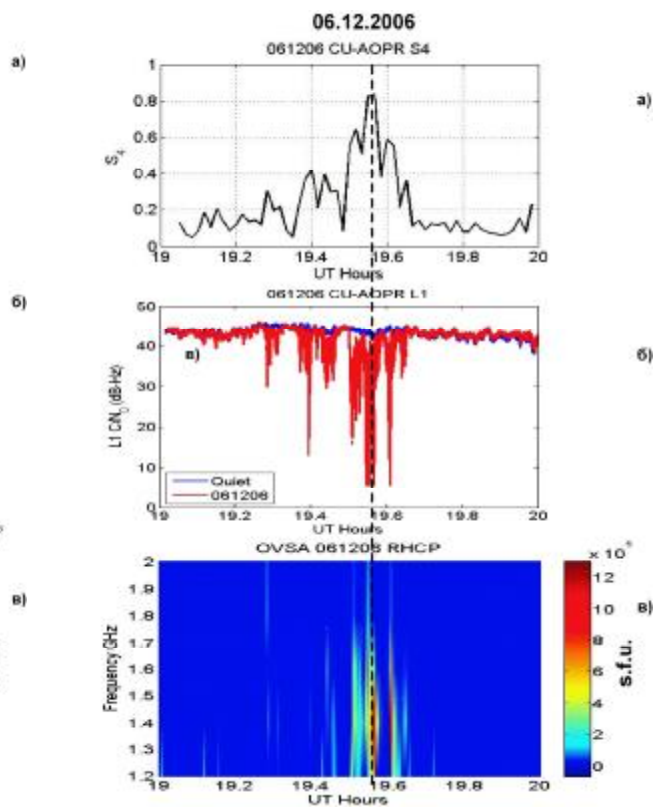 06.12.2006
061206 CU-AOPR S4
а)
а)
1
0.8
0.6
0.4
0.2
0
S4
19 19.2 19.4 19.6 19.8 20
UT Hours
б)
061206 CU-AOPR L1
б)
50
40
30
20
10
0
в)
L1 C/N0 (dB-Hz)
Quiet
061206
19 19.2 19.4 19.6 19.8 20
UT Hours
OVSA 061206 RHCP
в)
в)
2
1.9
1.8
1.7
1.6
1.5
1.4
1.3
1.2
Frequency GHz
19 19.2 19.4 19.6 19.8 20
UT Hours
12
10
8
6
4
2
0
s.f.u.